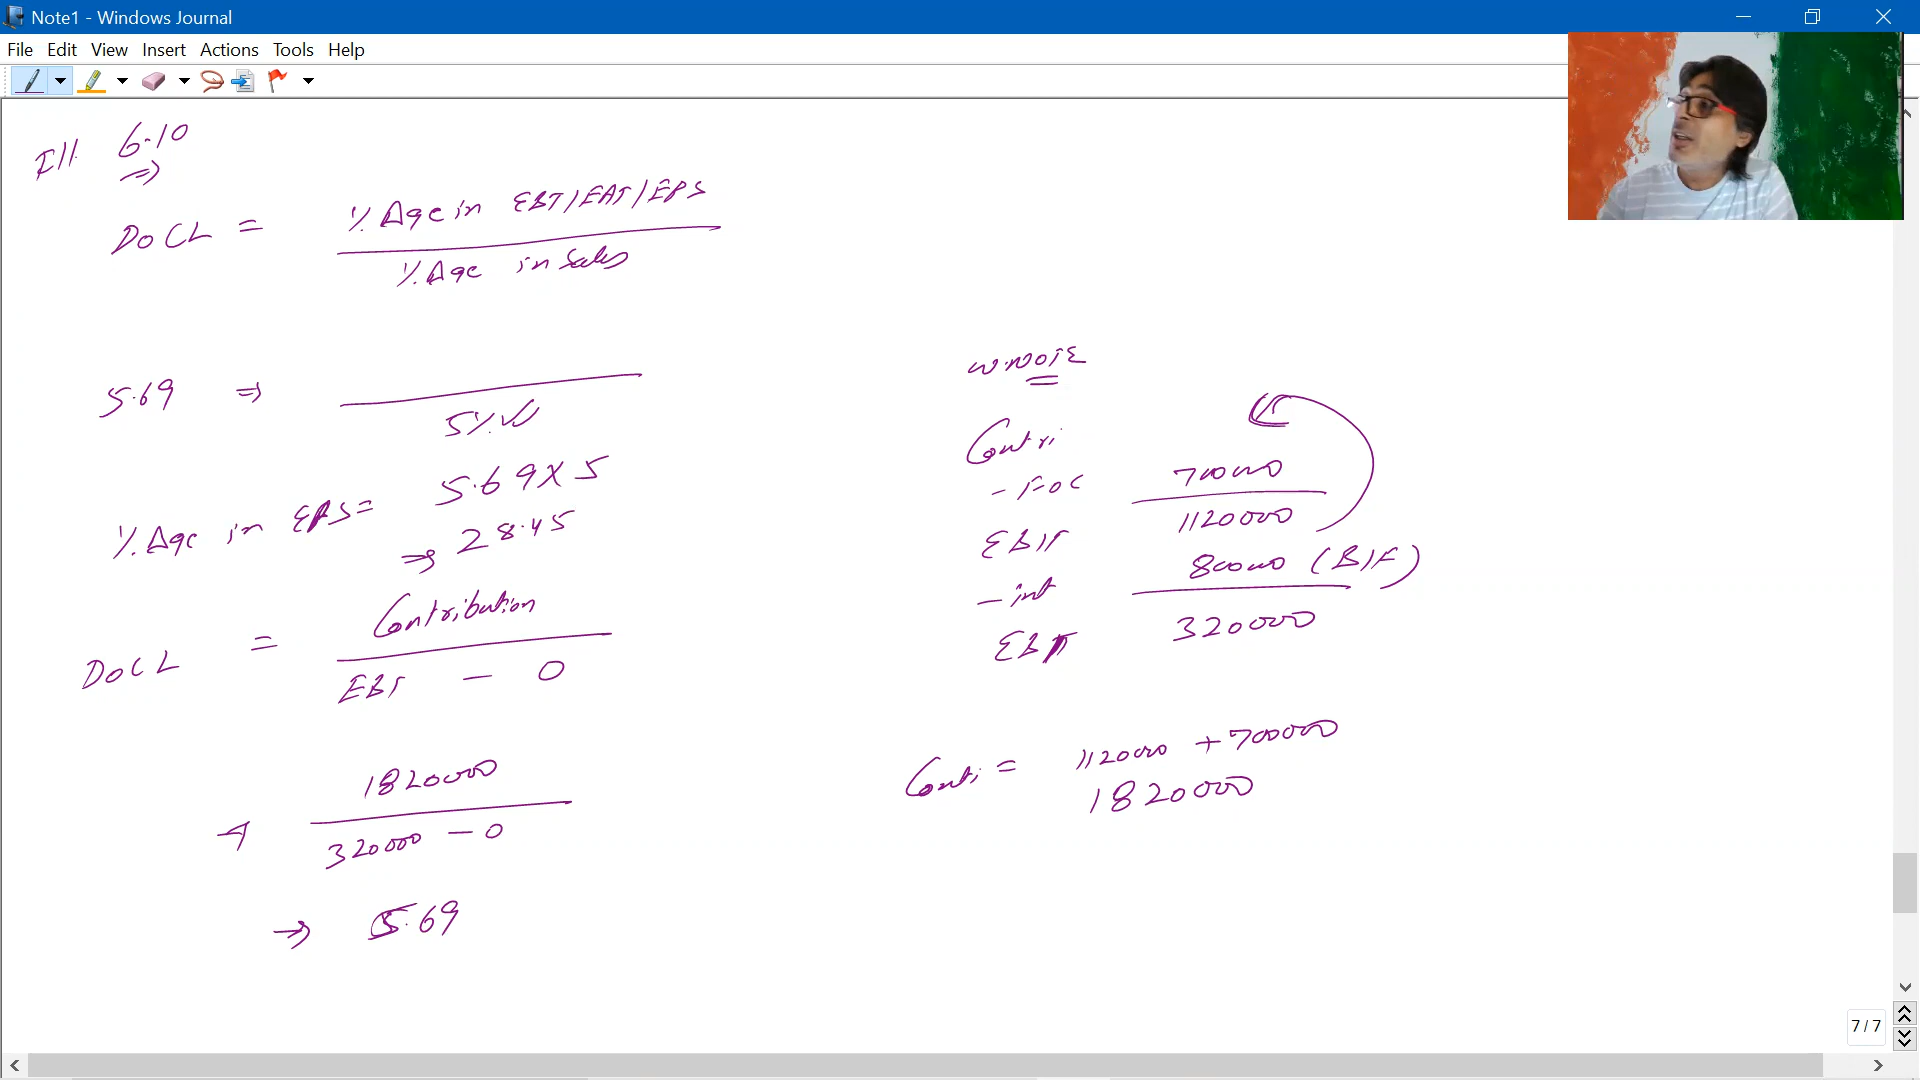 Note1 - Windows Journal
File Edit View Insert Actions Tools Help
Ill 6.10
⇒
DOCL = % Age in EBT/EAT/EPS
% Age in Sales
5.69 ⇒
5%
% Age in EPS = 5.69 x 5
⇒ 28.45
DOCL = Contribution
EBT - 0
1820000
320000 - 0
⇒ 5.69
W.NOTE
Contri
- FOC 700000
EBIT 1120000
- int 800000 (B/F)
EBT 320000
Conti = 1120000 + 700000
1820000
7 / 7